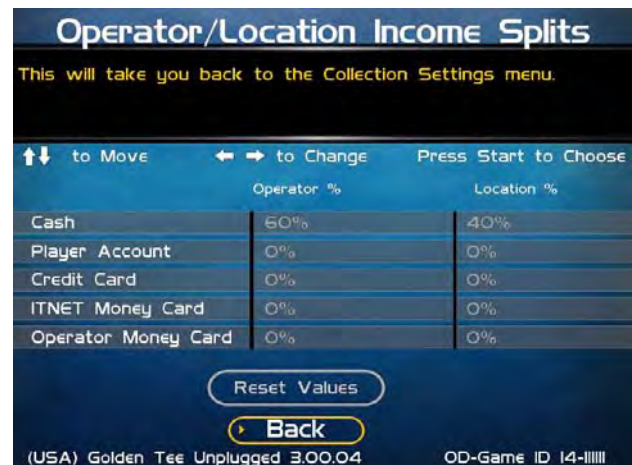 Operator/Location Income Splits
This will take you back to the Collection Settings menu.
to Move to Change Press Start to Choose
Operator % Location %
Cash 60% 40%
Player Account 0% 0%
Credit Card 0% 0%
ITNET Money Card 0% 0%
Operator Money Card 0% 0%
Reset Values
Back
(USA) Golden Tee Unplugged 3.00.04 OD-Game ID 14-111111